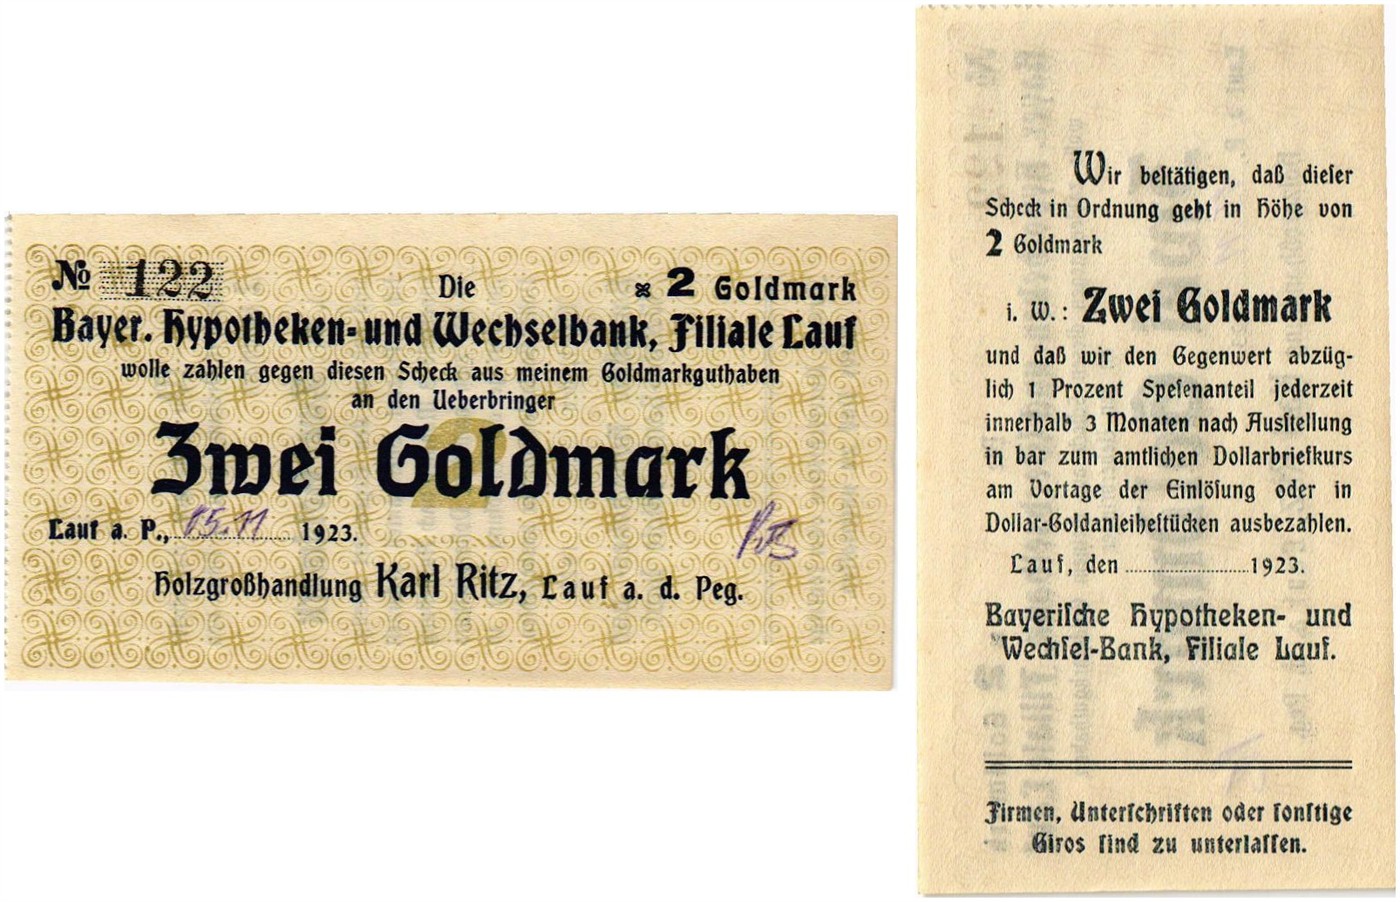 № 122
Die
※ 2 Goldmark
Bayer. Hypotheken- und Wechselbank, Filiale Lauf
wolle zahlen gegen diesen Scheck aus meinem Goldmarkguthaben
an den Ueberbringer
Zwei Goldmark
Lauf a. P., 15.11 1923.
Holzgroßhandlung Karl Ritz, Lauf a. d. Peg.
Wir beſtätigen, daß dieſer
Scheck in Ordnung geht in Höhe von
2 Goldmark
i. W.: Zwei Goldmark
und daß wir den Gegenwert abzüg-
lich 1 Prozent Speſenanteil jederzeit
innerhalb 3 Monaten nach Ausſtellung
in bar zum amtlichen Dollarbriefkurs
am Vortage der Einlöſung oder in
Dollar-Goldanleiheſtücken ausbezahlen.
Lauf, den ........................1923.
Bayeriſche Hypotheken- und
Wechſel-Bank, Filiale Lauf.
Firmen, Unterſchriften oder ſonſtige
Giros ſind zu unterlaſſen.